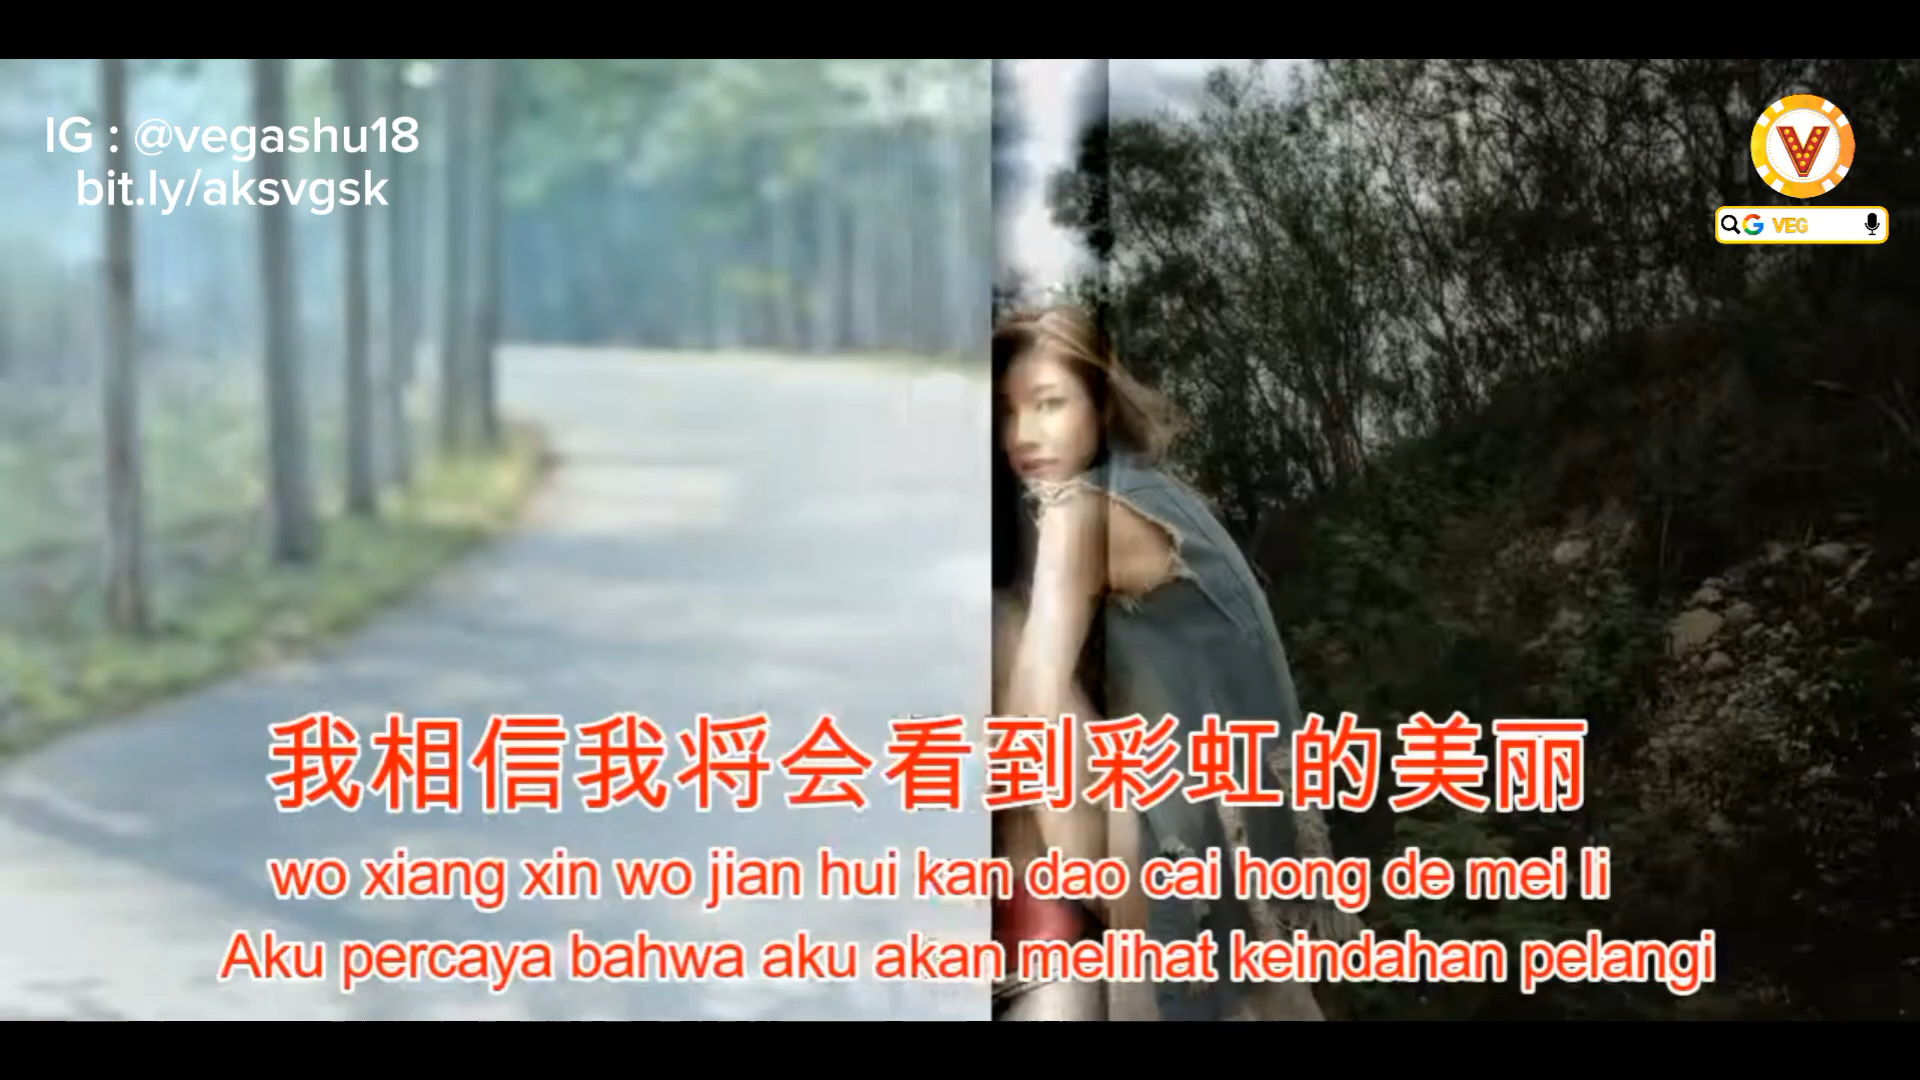 IG : @vegashu18
bit.ly/aksvgsk
V
VEG
我相信我将会看到彩虹的美丽
wo xiang xin wo jian hui kan dao cai hong de mei li
Aku percaya bahwa aku akan melihat keindahan pelangi